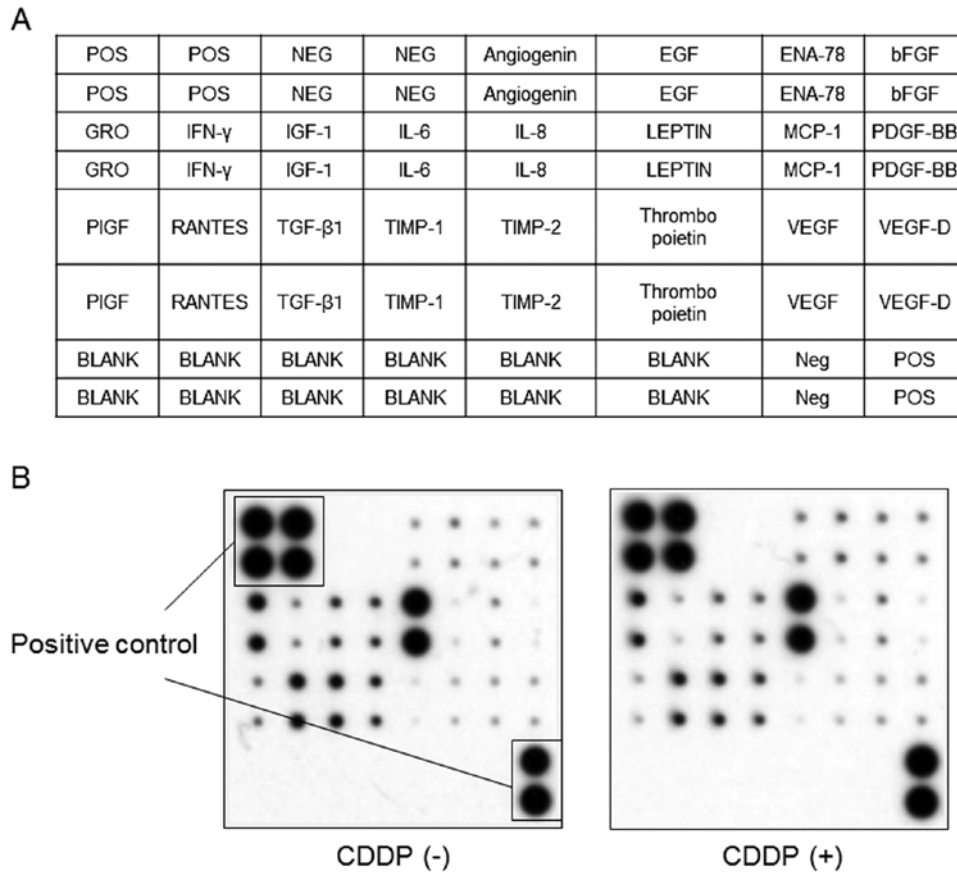 A
POS POS NEG NEG Angiogenin EGF ENA-78 bFGF
POS POS NEG NEG Angiogenin EGF ENA-78 bFGF
GRO IFN-γ IGF-1 IL-6 IL-8 LEPTIN MCP-1 PDGF-BB
GRO IFN-γ IGF-1 IL-6 IL-8 LEPTIN MCP-1 PDGF-BB
PIGF RANTES TGF-β1 TIMP-1 TIMP-2 Thrombo poietin VEGF VEGF-D
PIGF RANTES TGF-β1 TIMP-1 TIMP-2 Thrombo poietin VEGF VEGF-D
BLANK BLANK BLANK BLANK BLANK BLANK Neg POS
BLANK BLANK BLANK BLANK BLANK BLANK Neg POS
B
Positive control
CDDP (-) CDDP (+)